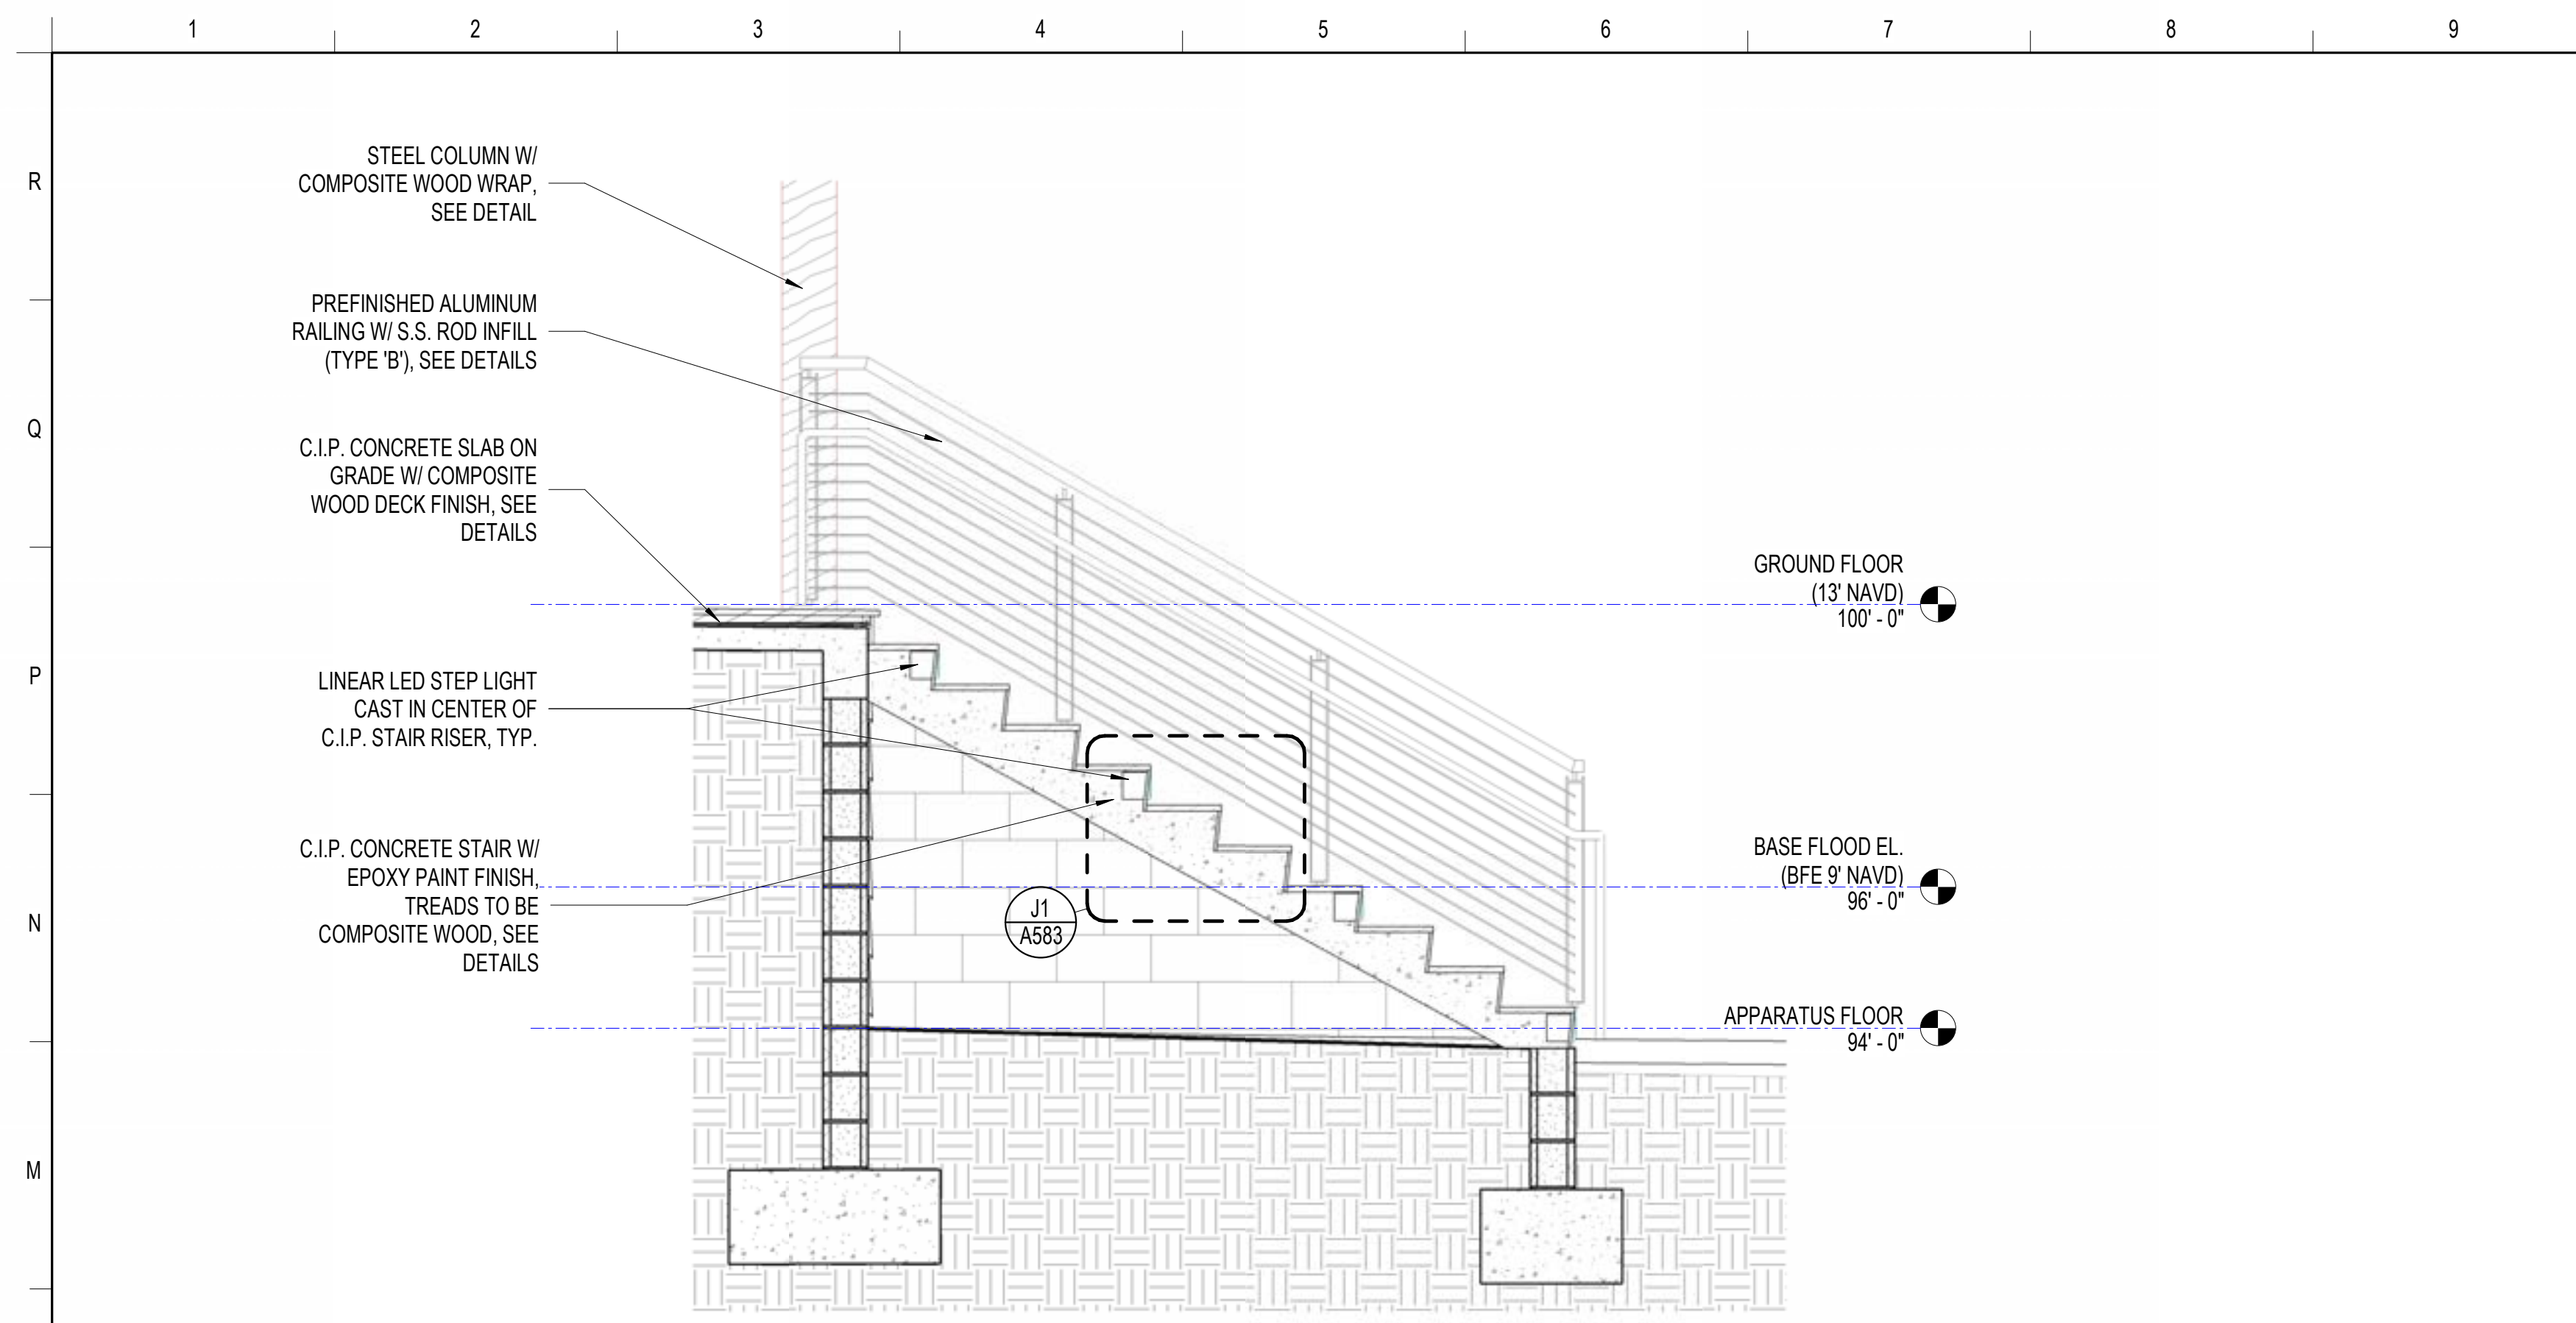 1 2 3 4 5 6 7 8 9
R
STEEL COLUMN W/
COMPOSITE WOOD WRAP,
SEE DETAIL
PREFINISHED ALUMINUM
RAILING W/ S.S. ROD INFILL
(TYPE 'B'), SEE DETAILS
Q
C.I.P. CONCRETE SLAB ON
GRADE W/ COMPOSITE
WOOD DECK FINISH, SEE
DETAILS
GROUND FLOOR
(13' NAVD)
100' - 0"
P
LINEAR LED STEP LIGHT
CAST IN CENTER OF
C.I.P. STAIR RISER, TYP.
C.I.P. CONCRETE STAIR W/
EPOXY PAINT FINISH,
TREADS TO BE
COMPOSITE WOOD, SEE
DETAILS
BASE FLOOD EL.
(BFE 9' NAVD)
96' - 0"
N
J1
A583
APPARATUS FLOOR
94' - 0"
M